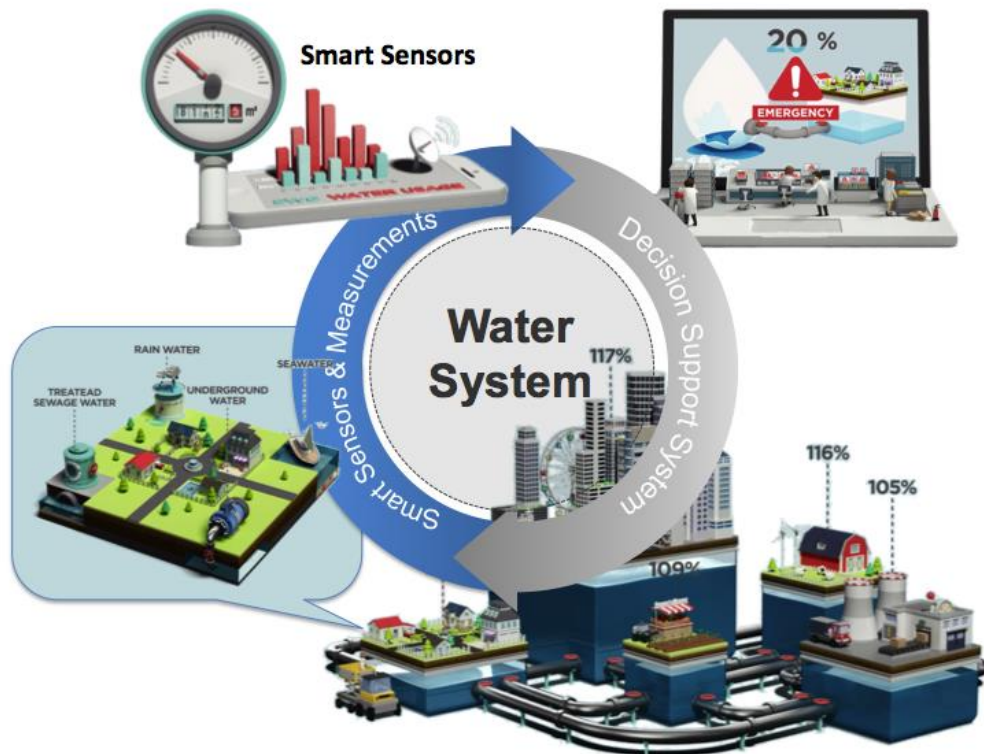 Smart Sensors
20 %
EMERGENCY
m³
WATER USAGE
Smart Sensors & Measurements
Decision Support System
Water
System
117%
RAIN WATER
SEAWATER
TREATEAD
SEWAGE WATER
UNDERGROUND
WATER
116%
105%
109%